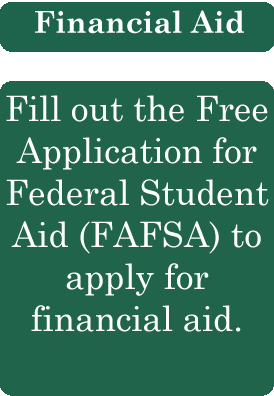 Financial Aid
Fill out the Free
Application for
Federal Student
Aid (FAFSA) to
apply for
financial aid.